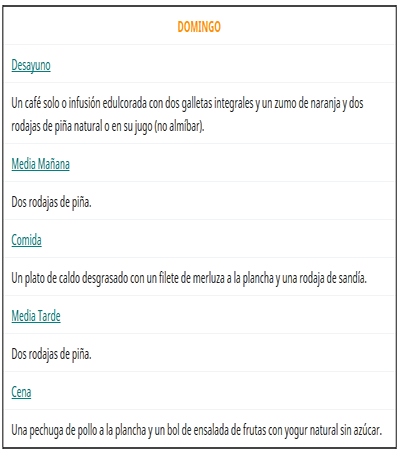 DOMINGO
Desayuno
Un café solo o infusión edulcorada con dos galletas integrales y un zumo de naranja y dos
rodajas de piña natural o en su jugo (no almíbar).
Media Mañana
Dos rodajas de piña.
Comida
Un plato de caldo desgrasado con un filete de merluza a la plancha y una rodaja de sandía.
Media Tarde
Dos rodajas de piña.
Cena
Una pechuga de pollo a la plancha y un bol de ensalada de frutas con yogur natural sin azúcar.